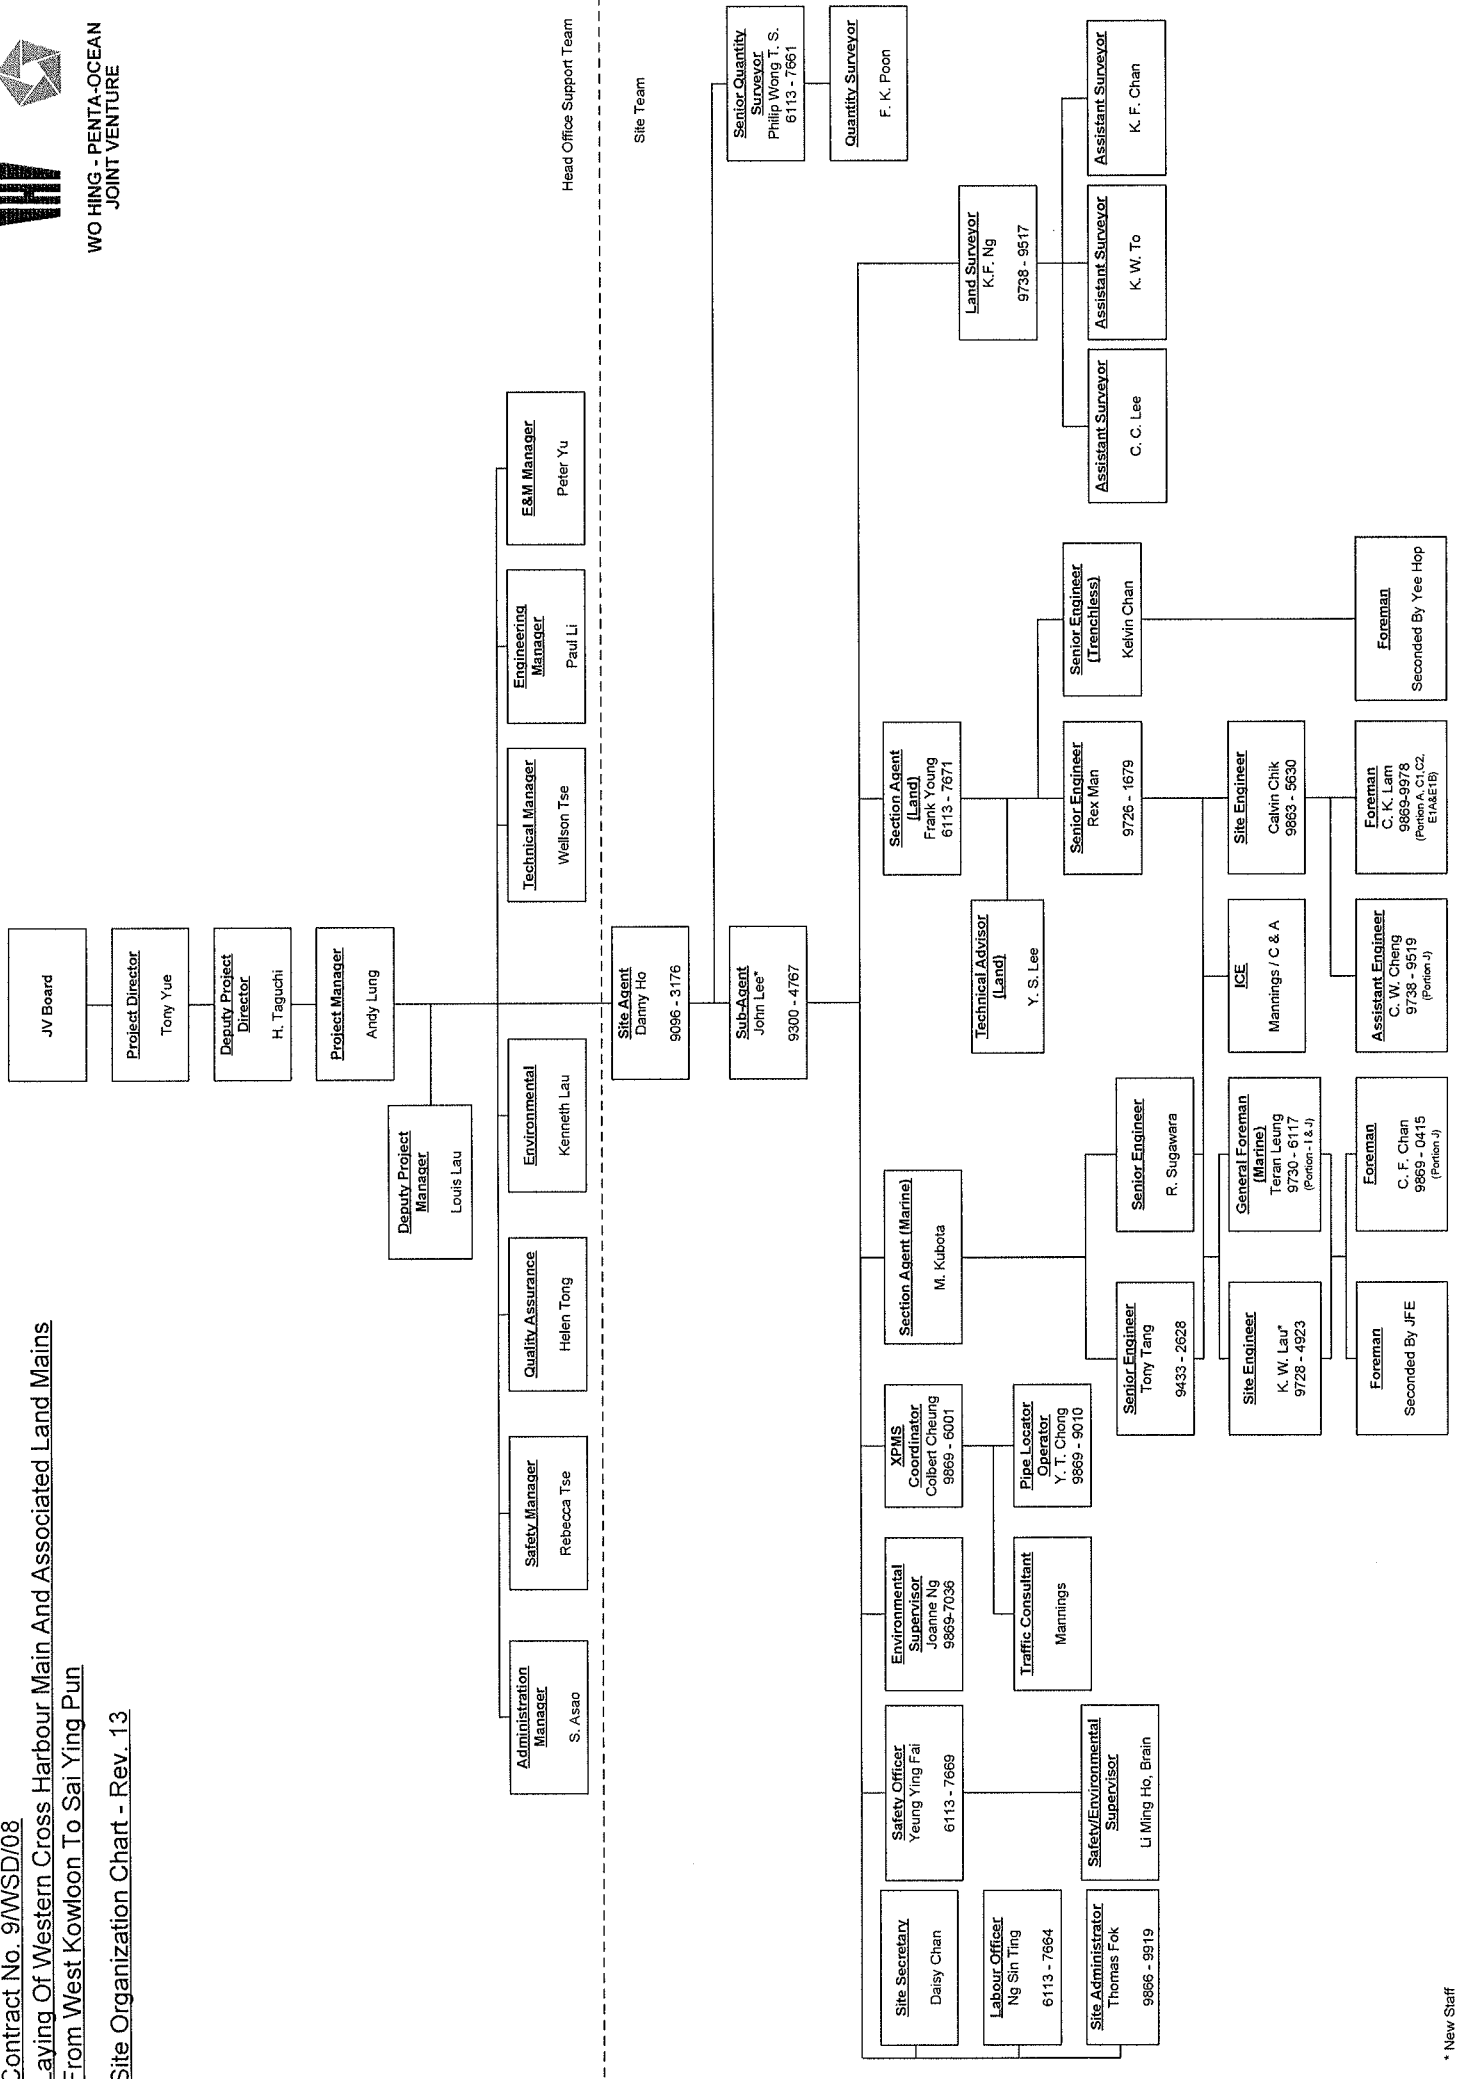 Contract No. 9/WSD/08
Laying Of Western Cross Harbour Main And Associated Land Mains
From West Kowloon To Sai Ying Pun
Site Organization Chart - Rev. 13
WO HING - PENTA-OCEAN
JOINT VENTURE
JV Board
Project Director
Tony Yue
Deputy Project
Director
H. Taguchi
Project Manager
Andy Lung
Deputy Project
Manager
Louis Lau
Head Office Support Team
Administration
Manager
S. Asao
Safety Manager
Rebecca Tse
Quality Assurance
Helen Tong
Environmental
Kenneth Lau
Technical Manager
Wellson Tse
Engineering
Manager
Paul Li
E&M Manager
Peter Yu
Site Team
Site Agent
Danny Ho
9096 - 3176
Sub-Agent
John Lee*
9300 - 4767
Senior Quantity
Surveyor
Philip Wong T. S.
6113 - 7661
Quantity Surveyor
F. K. Poon
Site Secretary
Daisy Chan
Labour Officer
Ng Sin Ting
6113 - 7664
Site Administrator
Thomas Fok
9866 - 9919
Safety Officer
Yeung Ying Fai
6113 - 7669
Safety/Environmental
Supervisor
Li Ming Ho, Brain
Environmental
Supervisor
Joanne Ng
9869-7036
XPMS
Coordinator
Colbert Cheung
9869 - 6001
Traffic Consultant
Mannings
Pipe Locator
Operator
Y. T. Chong
9869 - 9010
Section Agent (Marine)
M. Kubota
Senior Engineer
Tony Tang
9433 - 2628
Senior Engineer
R. Sugawara
Site Engineer
K. W. Lau*
9728 - 4923
General Foreman
(Marine)
Teran Leung
9730 - 6117
(Portion - I & J)
Foreman
Seconded By JFE
Foreman
C. F. Chan
9869 - 0415
(Portion J)
Section Agent
(Land)
Frank Young
6113 - 7671
Technical Advisor
(Land)
Y. S. Lee
Senior Engineer
Rex Man
9726 - 1679
Senior Engineer
(Trenchless)
Kelvin Chan
ICE
Mannings / C & A
Site Engineer
Calvin Chik
9863 - 5630
Assistant Engineer
C. W. Cheng
9738 - 9519
(Portion J)
Foreman
C. K. Lam
9869-9978
(Portion A, C1,C2,
E1A&E1B)
Foreman
Seconded By Yee Hop
Land Surveyor
K.F. Ng
9738 - 9517
Assistant Surveyor
C. C. Lee
Assistant Surveyor
K. W. To
Assistant Surveyor
K. F. Chan
* New Staff